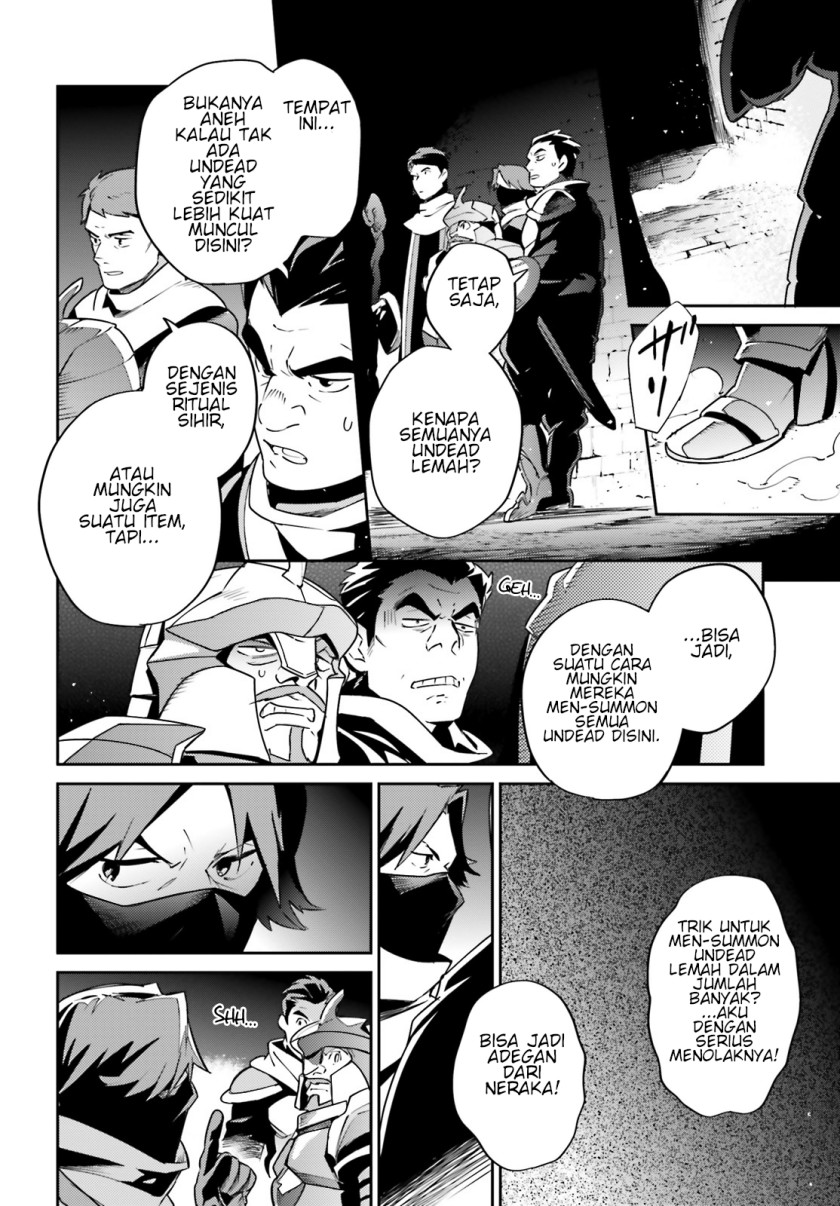 ザッ
TETAP
SAJA,
KENAPA
SEMUANYA
UNDEAD
LEMAH?
TEMPAT
INI...
BUKANYA
ANEH
KALAU TAK
ADA
UNDEAD
YANG
SEDIKIT
LEBIH KUAT
MUNCUL
DISINI?
DENGAN
SEJENIS
RITUAL
SIHIR,
ATAU
MUNGKIN
JUGA
SUATU ITEM,
TAPI...
...BISA
JADI,
DENGAN
SUATU CARA
MUNGKIN
MEREKA
MEN-SUMMON
SEMUA
UNDEAD DISINI.
GEH...
TRIK UNTUK
MEN-SUMMON
UNDEAD
LEMAH DALAM
JUMLAH
BANYAK?
...AKU
DENGAN
SERIUS
MENOLAKNYA!
BISA JADI
ADEGAN
DARI
NERAKA!
SHH...